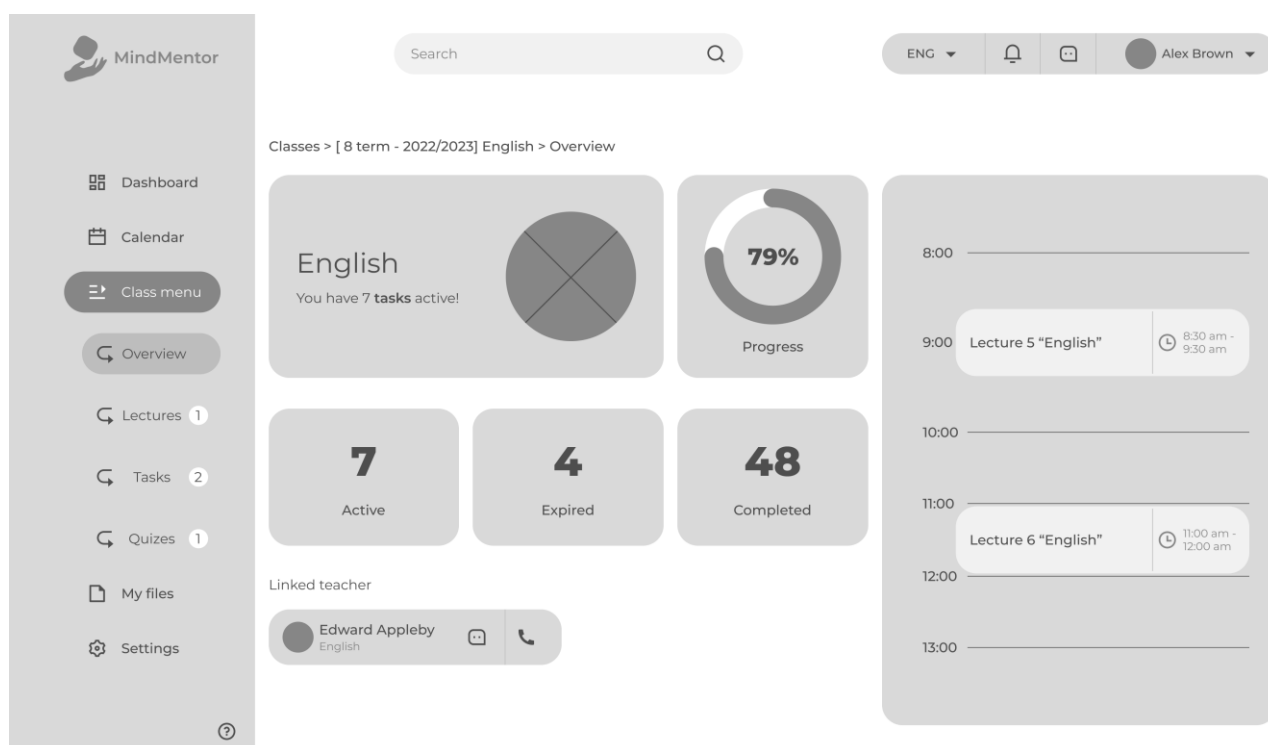 MindMentor
Search
ENG
Alex Brown
Classes > [ 8 term - 2022/2023] English > Overview
Dashboard
Calendar
Class menu
Overview
Lectures 1
Tasks 2
Quizes 1
My files
Settings
?
English
You have 7 tasks active!
79%
Progress
7
Active
4
Expired
48
Completed
Linked teacher
Edward Appleby
English
8:00
9:00
Lecture 5 “English”
8:30 am -
9:30 am
10:00
11:00
Lecture 6 “English”
11:00 am -
12:00 am
12:00
13:00